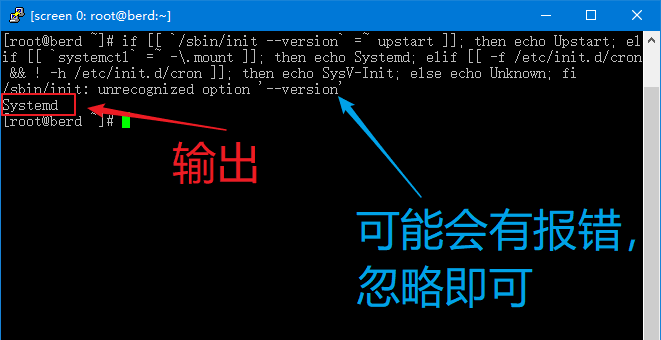 [screen 0: root@berd:~]
[root@berd ~]# if [[ `/sbin/init --version` =~ upstart ]]; then echo Upstart; el
if [[ `systemctl` =~ -\.mount ]]; then echo Systemd; elif [[ -f /etc/init.d/cron
 && ! -h /etc/init.d/cron ]]; then echo SysV-Init; else echo Unknown; fi
/sbin/init: unrecognized option '--version'
Systemd
[root@berd ~]#
输出
可能会有报错，
忽略即可